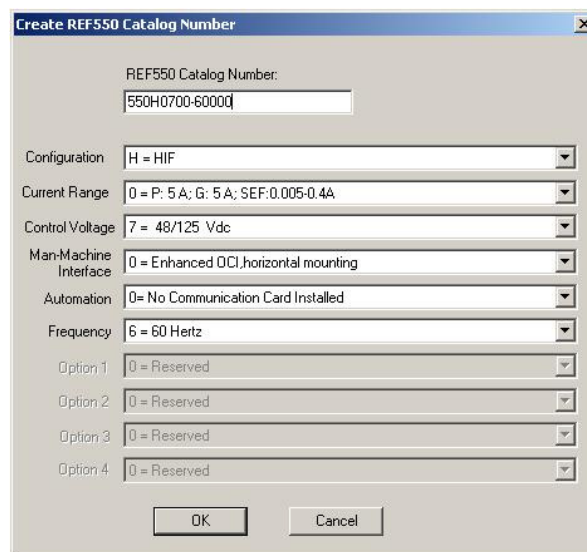 Create REF550 Catalog Number
REF550 Catalog Number:
550H0700-60000
Configuration H = HIF
Current Range 0 = P: 5 A; G: 5 A; SEF:0.005-0.4A
Control Voltage 7 = 48/125 Vdc
Man-Machine
Interface 0 = Enhanced OCI,horizontal mounting
Automation 0= No Communication Card Installed
Frequency 6 = 60 Hertz
Option 1 0 = Reserved
Option 2 0 = Reserved
Option 3 0 = Reserved
Option 4 0 = Reserved
OK Cancel